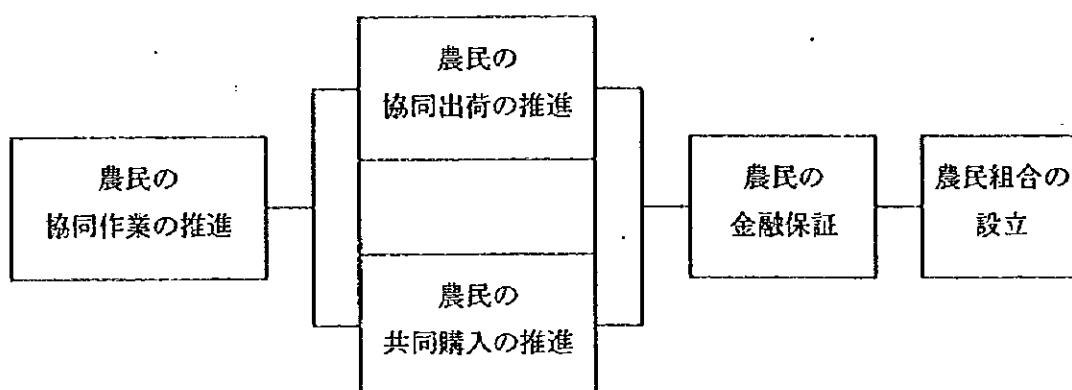 農民の
協同作業の推進
農民の
協同出荷の推進
農民の
共同購入の推進
農民の
金融保証
農民組合の
設立